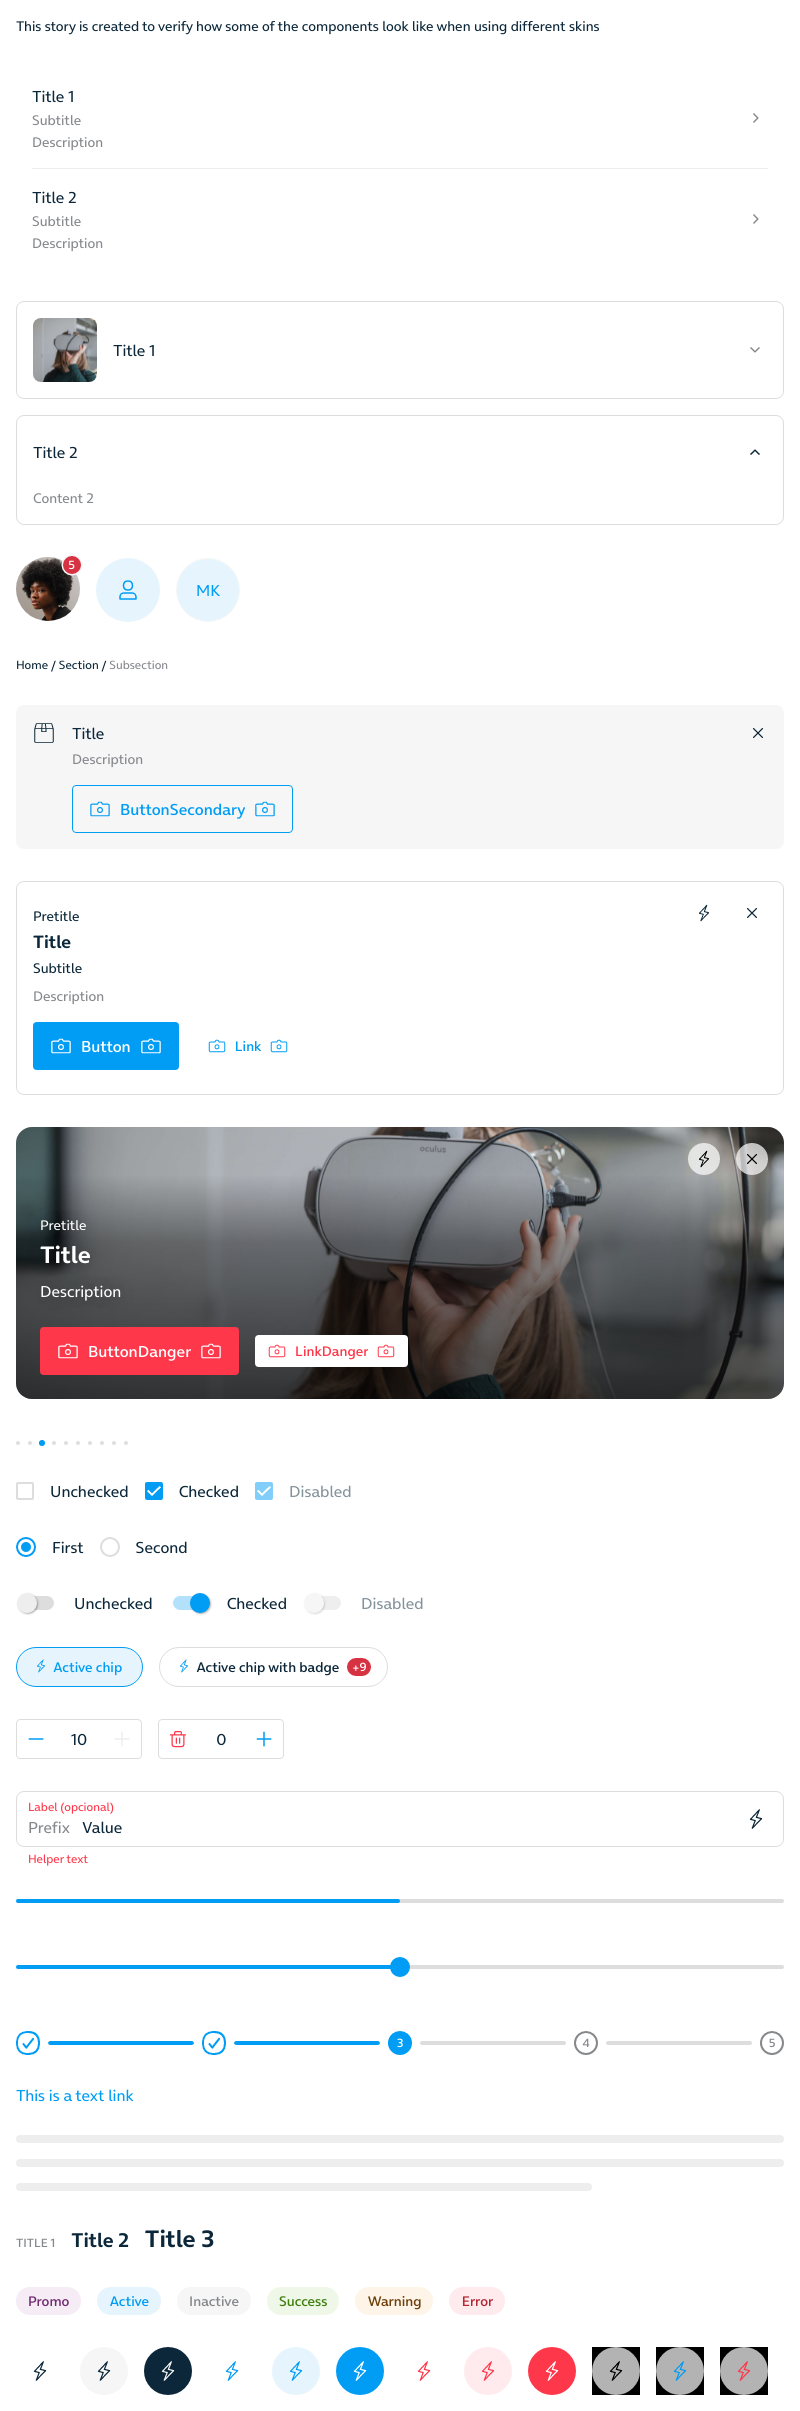 This story is created to verify how some of the components look like when using different skins
Title 1
Subtitle
Description
Title 2
Subtitle
Description
Title 1
Title 2
Content 2
5
MK
Home / Section / Subsection
Title
Description
ButtonSecondary
Pretitle
Title
Subtitle
Description
Button Link
oculus
Pretitle
Title
Description
ButtonDanger LinkDanger
Unchecked Checked Disabled
First Second
Unchecked Checked Disabled
Active chip Active chip with badge +9
10 0
Label (opcional)
Prefix Value
Helper text
3 4 5
This is a text link
TITLE 1 Title 2 Title 3
Promo Active Inactive Success Warning Error